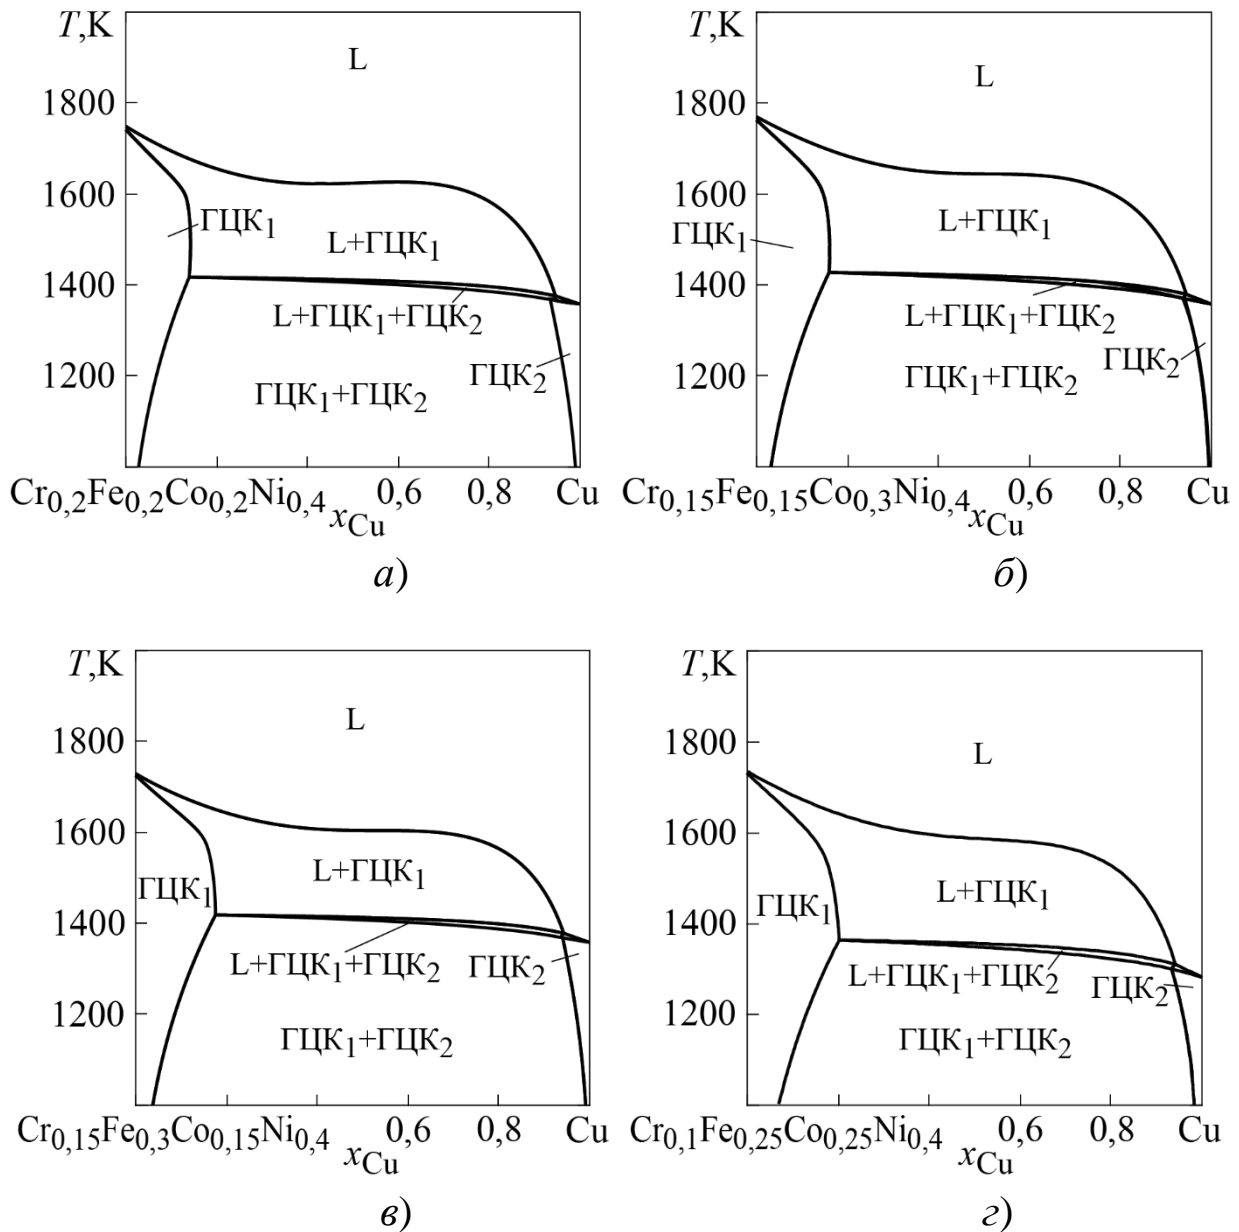 T,K
L
1800
1600
ГЦК1
L+ГЦК1
1400
L+ГЦК1+ГЦК2
1200
ГЦК2
ГЦК1+ГЦК2
Cr0,2Fe0,2Co0,2Ni0,4 0,6 0,8 Cu
xCu
а)
T,K
L
1800
1600
ГЦК1
L+ГЦК1
1400
L+ГЦК1+ГЦК2
1200
ГЦК2
ГЦК1+ГЦК2
Cr0,15Fe0,15Co0,3Ni0,4 0,6 0,8 Cu
xCu
б)
T,K
L
1800
1600
L+ГЦК1
ГЦК1
1400
L+ГЦК1+ГЦК2
ГЦК2
1200
ГЦК1+ГЦК2
Cr0,15Fe0,3Co0,15Ni0,4 0,6 0,8 Cu
xCu
в)
T,K
L
1800
1600
L+ГЦК1
ГЦК1
1400
L+ГЦК1+ГЦК2
ГЦК2
1200
ГЦК1+ГЦК2
Cr0,1Fe0,25Co0,25Ni0,4 0,6 0,8 Cu
xCu
г)